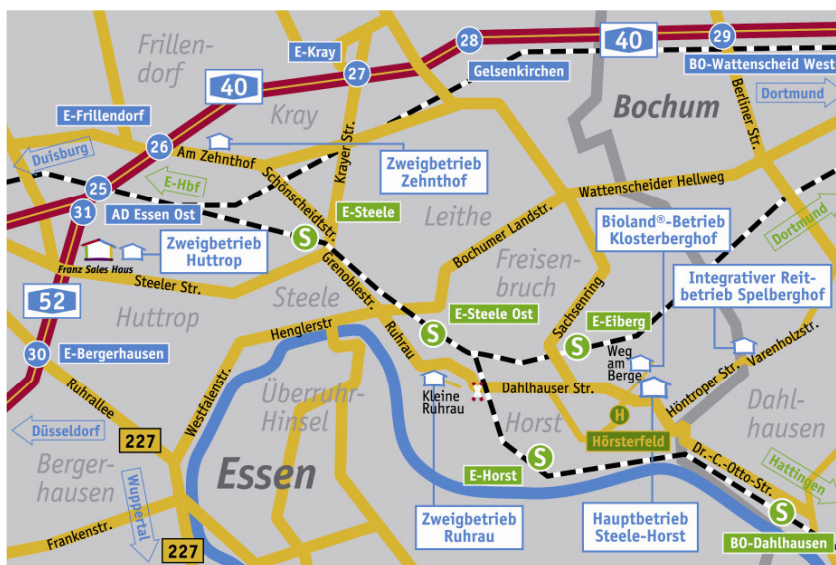 Frillen-
dorf
E-Kray
28
Gelsenkirchen
40
29
BO-Wattenscheid West
27
40
Kray
Bochum
Berliner Str.
Dortmund
E-Frillendorf
26
Am Zehnthof
Zweigbetrieb
Zehnthof
Krayer Str.
Duisburg
E-Hbf
Schönscheidtstr.
25
31
AD Essen Ost
Wattenscheider Hellweg
E-Steele
Leithe
S
Bioland®-Betrieb
Klosterberghof
Dortmund
Zweigbetrieb
Huttrop
Franz Sales Haus
Bochumer Landstr.
Freisen-
bruch
Integrativer Reit-
betrieb Spelberghof
Steeler Str.
Grenoblestr.
52
Huttrop
Steele
Sachsenring
E-Steele Ost
E-Eiberg
S
S
Henglerstr
Ruhrau
30
E-Bergerhausen
Weg
am
Berge
Varenholzstr.
Höntroper Str.
Ruhrallee
Westfalenstr.
Überruhr-
Hinsel
Kleine
Ruhrau
Dahlhauser Str.
Horst
H
Hörsterfeld
Dahl-
hausen
Düsseldorf
227
Berger-
hausen
Essen
E-Horst
S
Dr.-C.-Otto-Str.
Hattingen
Wuppertal
Frankenstr.
227
Zweigbetrieb
Ruhrau
Hauptbetrieb
Steele-Horst
S
BO-Dahlhausen